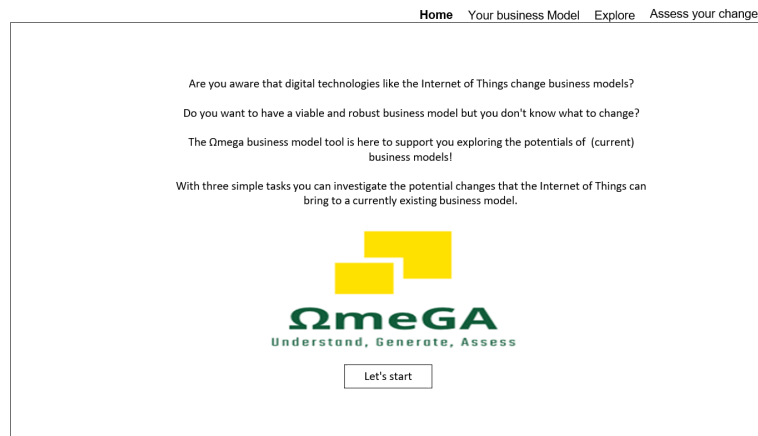 Home Your business Model Explore Assess your change
Are you aware that digital technologies like the Internet of Things change business models?
Do you want to have a viable and robust business model but you don't know what to change?
The Ωmega business model tool is here to support you exploring the potentials of (current)
business models!
With three simple tasks you can investigate the potential changes that the Internet of Things can
bring to a currently existing business model.
ΩmeGA
Understand, Generate, Assess
Let's start